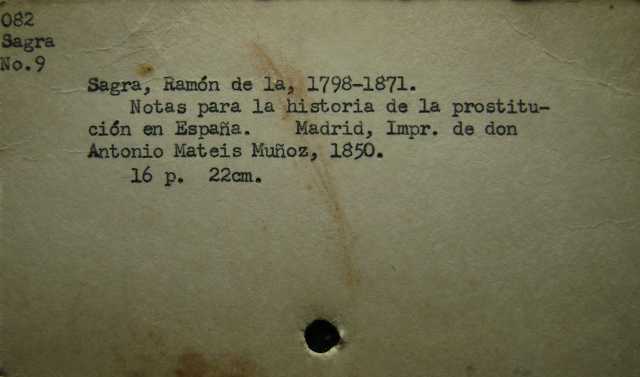 082
Sagra
No.9
Sagra, Ramón de la, 1798-1871.
Notas para la historia de la prostitu-
ción en España. Madrid, Impr. de don
Antonio Mateis Muñoz, 1850.
16 p. 22cm.